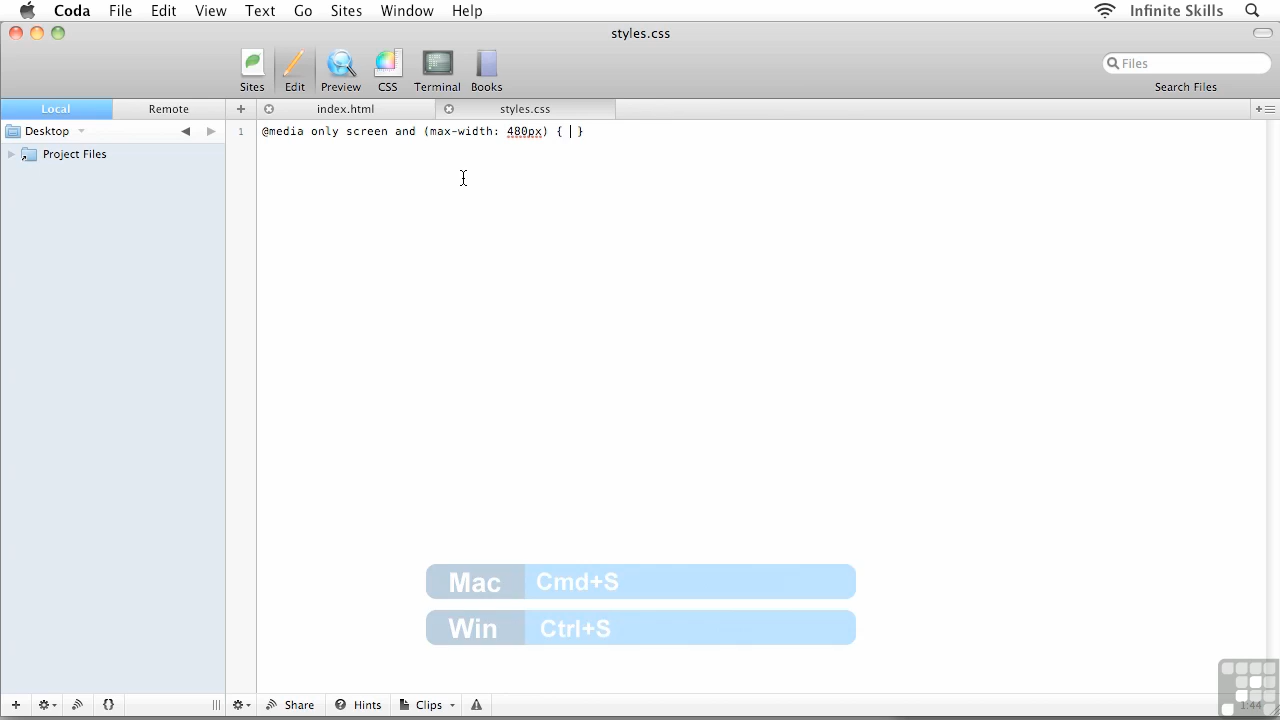 Coda File Edit View Text Go Sites Window Help Infinite Skills
styles.css
Sites Edit Preview CSS Terminal Books Files Search Files
Local Remote index.html styles.css
Desktop 1 @media only screen and (max-width: 480px) { }
Project Files
Mac Cmd+S
Win Ctrl+S
Share Hints Clips 1:44